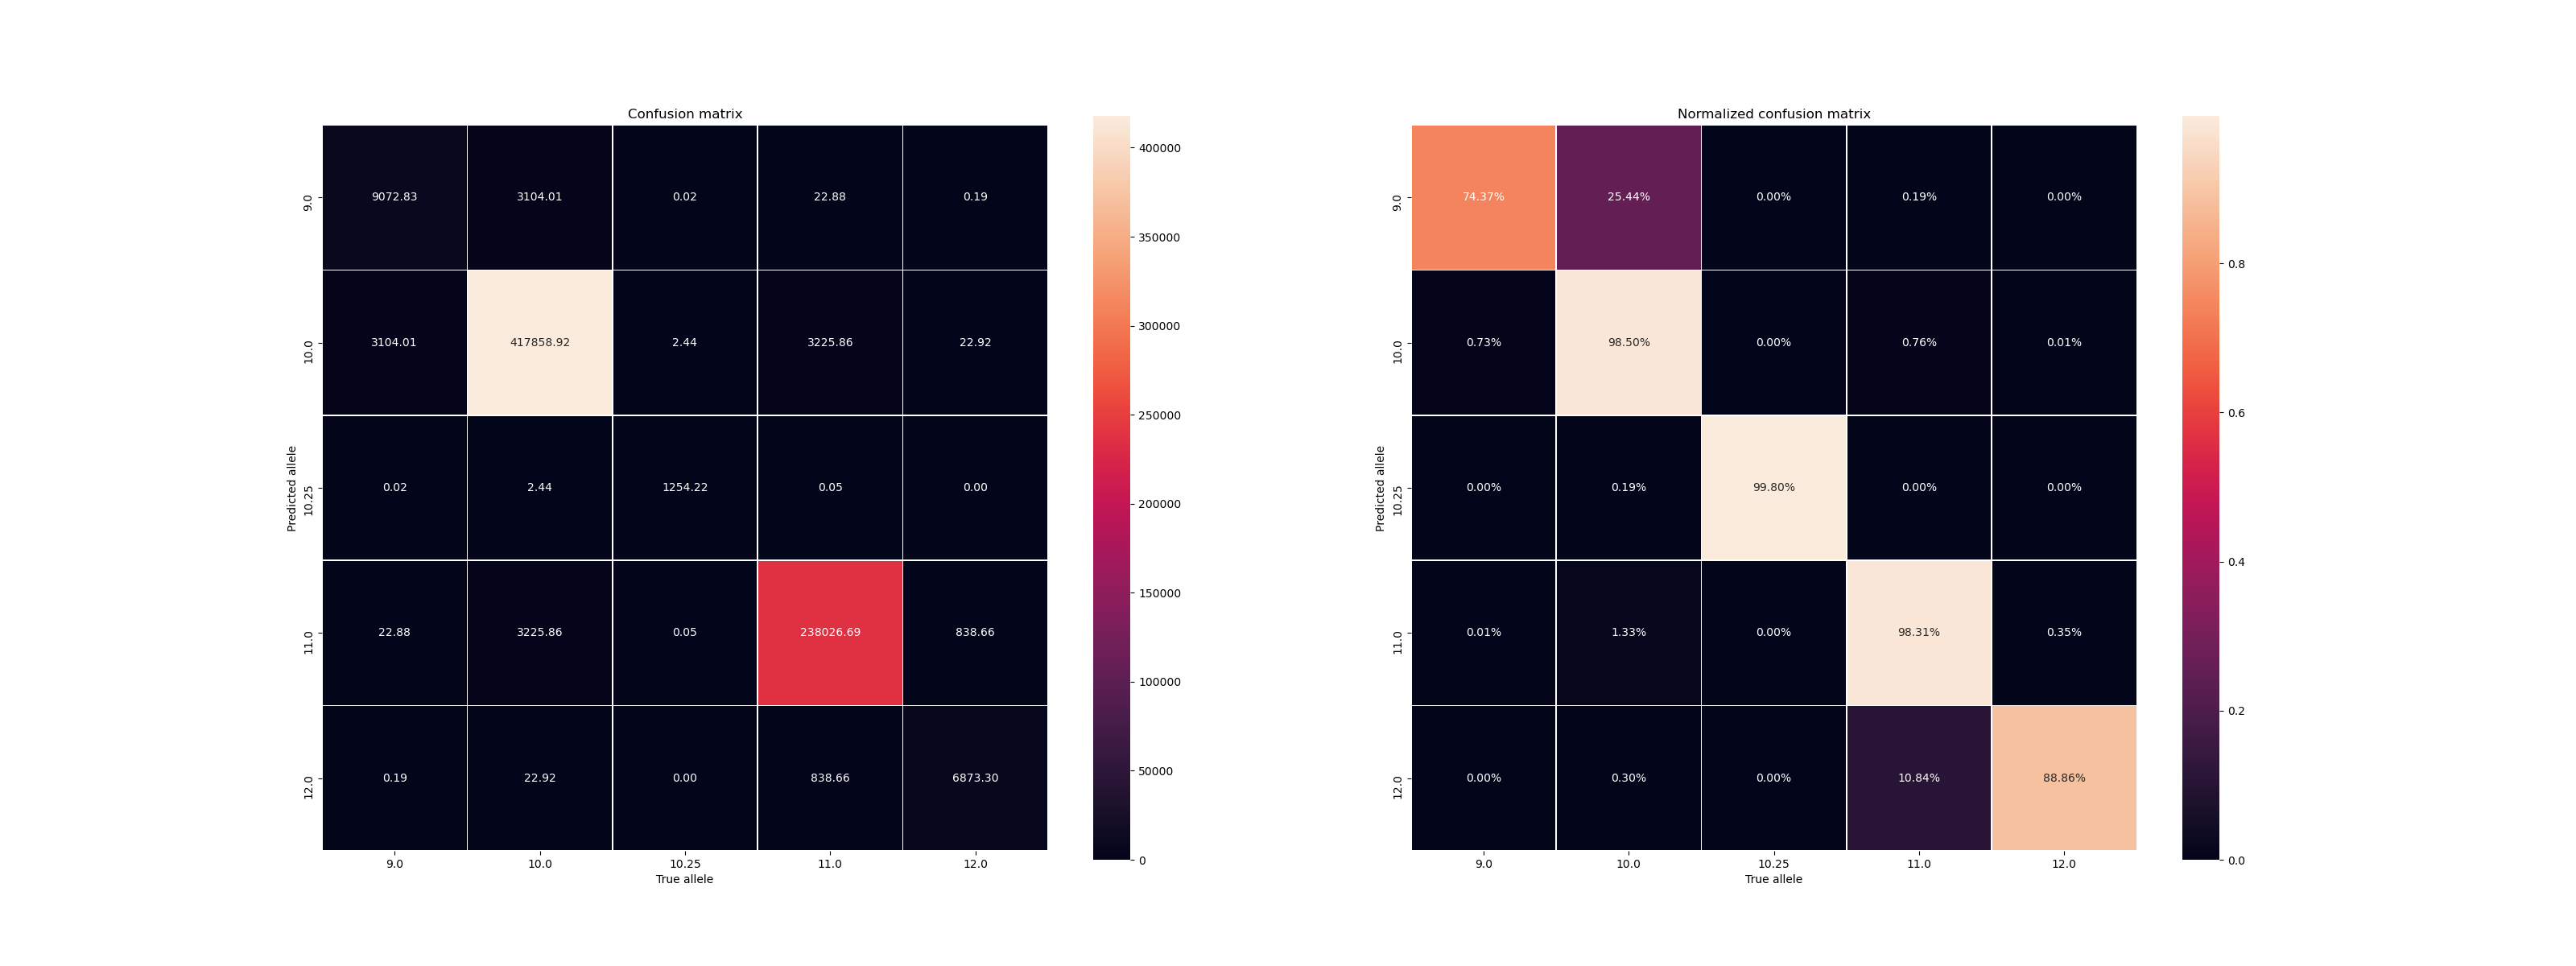 Confusion matrix
9.0 9072.83 3104.01 0.02 22.88 0.19
10.0 3104.01 417858.92 2.44 3225.86 22.92
10.25 0.02 2.44 1254.22 0.05 0.00
11.0 22.88 3225.86 0.05 238026.69 838.66
12.0 0.19 22.92 0.00 838.66 6873.30
Predicted allele
9.0 10.0 10.25 11.0 12.0
True allele
400000
350000
300000
250000
200000
150000
100000
50000
0
Normalized confusion matrix
9.0 74.37% 25.44% 0.00% 0.19% 0.00%
10.0 0.73% 98.50% 0.00% 0.76% 0.01%
10.25 0.00% 0.19% 99.80% 0.00% 0.00%
11.0 0.01% 1.33% 0.00% 98.31% 0.35%
12.0 0.00% 0.30% 0.00% 10.84% 88.86%
Predicted allele
9.0 10.0 10.25 11.0 12.0
True allele
0.8
0.6
0.4
0.2
0.0